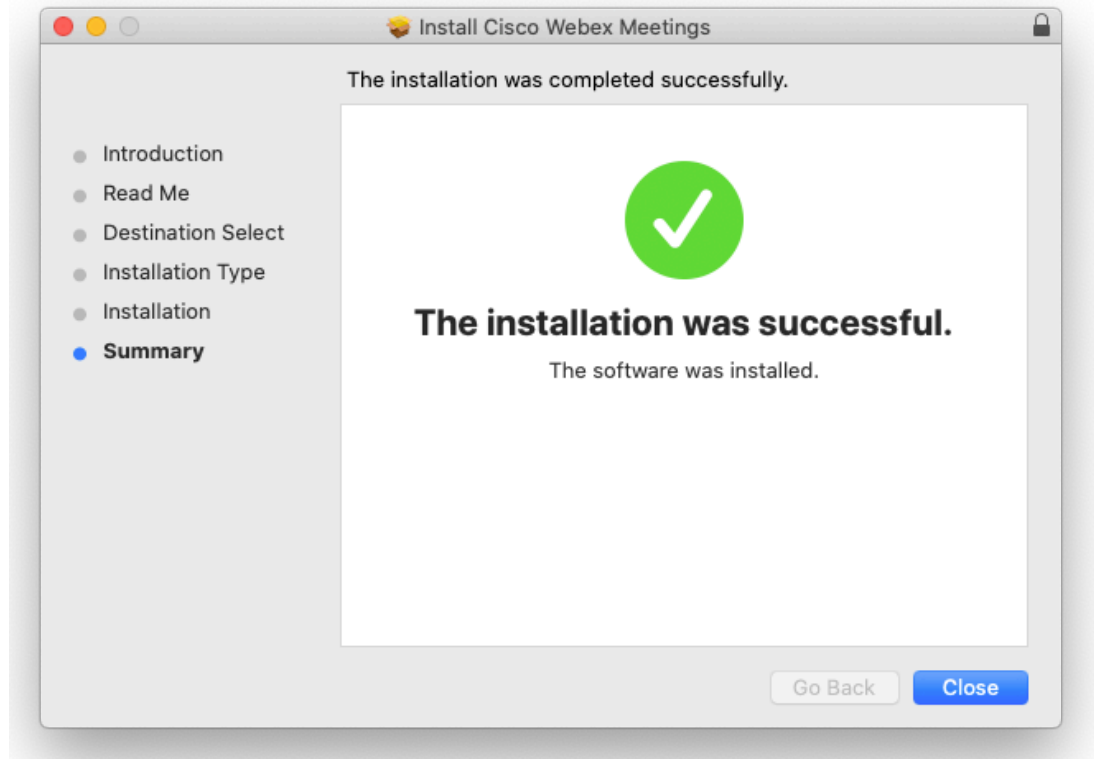 Install Cisco Webex Meetings
The installation was completed successfully.
Introduction
Read Me
Destination Select
Installation Type
Installation
Summary
The installation was successful.
The software was installed.
Go Back
Close